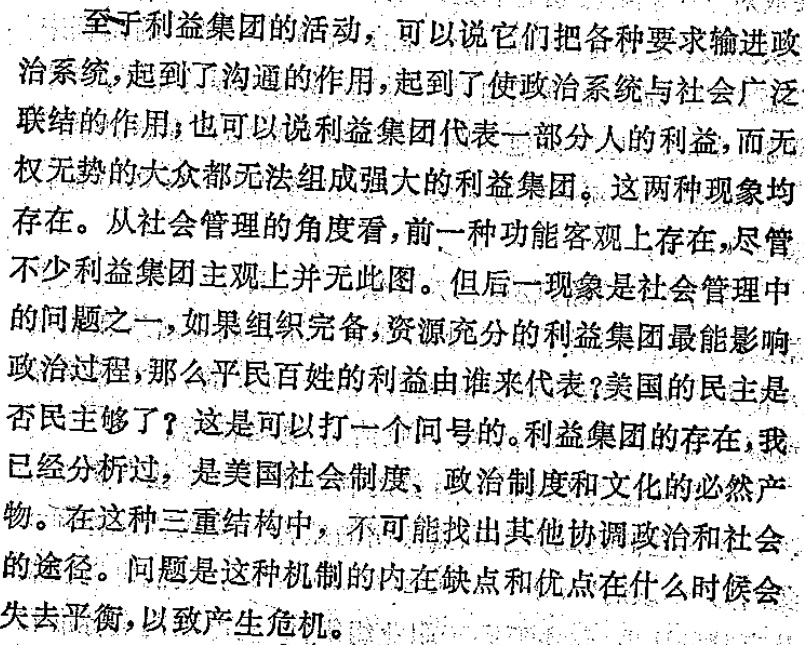 至于利益集团的活动，可以说它们把各种要求输进政
治系统，起到了沟通的作用，起到了使政治系统与社会广泛
联结的作用；也可以说利益集团代表一部分人的利益，而无
权无势的大众都无法组成强大的利益集团。这两种现象均
存在。从社会管理的角度看，前一种功能客观上存在，尽管
不少利益集团主观上并无此图。但后一现象是社会管理中
的问题之一，如果组织完备，资源充分的利益集团最能影响
政治过程，那么平民百姓的利益由谁来代表？美国的民主是
否民主够了？这是可以打一个问号的。利益集团的存在，我
已经分析过，是美国社会制度、政治制度和文化的必然产
物。在这种三重结构中，不可能找出其他协调政治和社会
的途径。问题是这种机制的内在缺点和优点在什么时候会
失去平衡，以致产生危机。